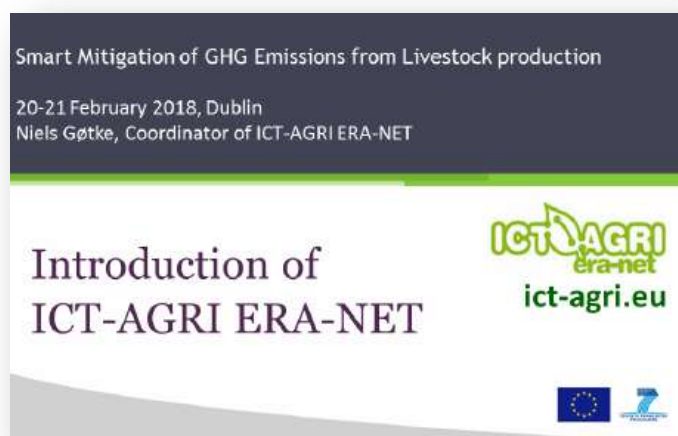 Smart Mitigation of GHG Emissions from Livestock production
20-21 February 2018, Dublin
Niels Gøtke, Coordinator of ICT-AGRI ERA-NET
ICT-AGRI
era-net
ict-agri.eu
Introduction of
ICT-AGRI ERA-NET
7